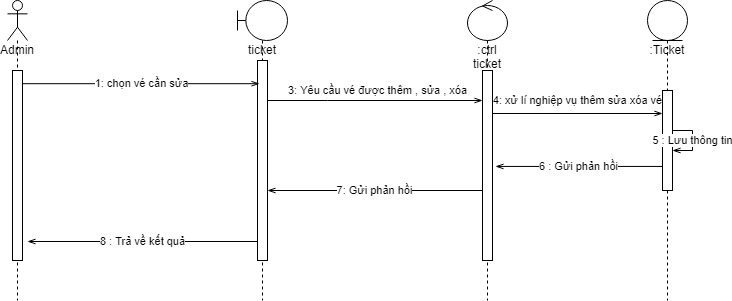 Admin
ticket
:ctrl
ticket
:Ticket
1: chọn vé cần sửa
3: Yêu cầu vé được thêm , sửa , xóa
4: xử lí nghiệp vụ thêm sửa xóa vé
5 : Lưu thông tin
6 : Gửi phản hồi
7: Gửi phản hồi
8 : Trả về kết quả